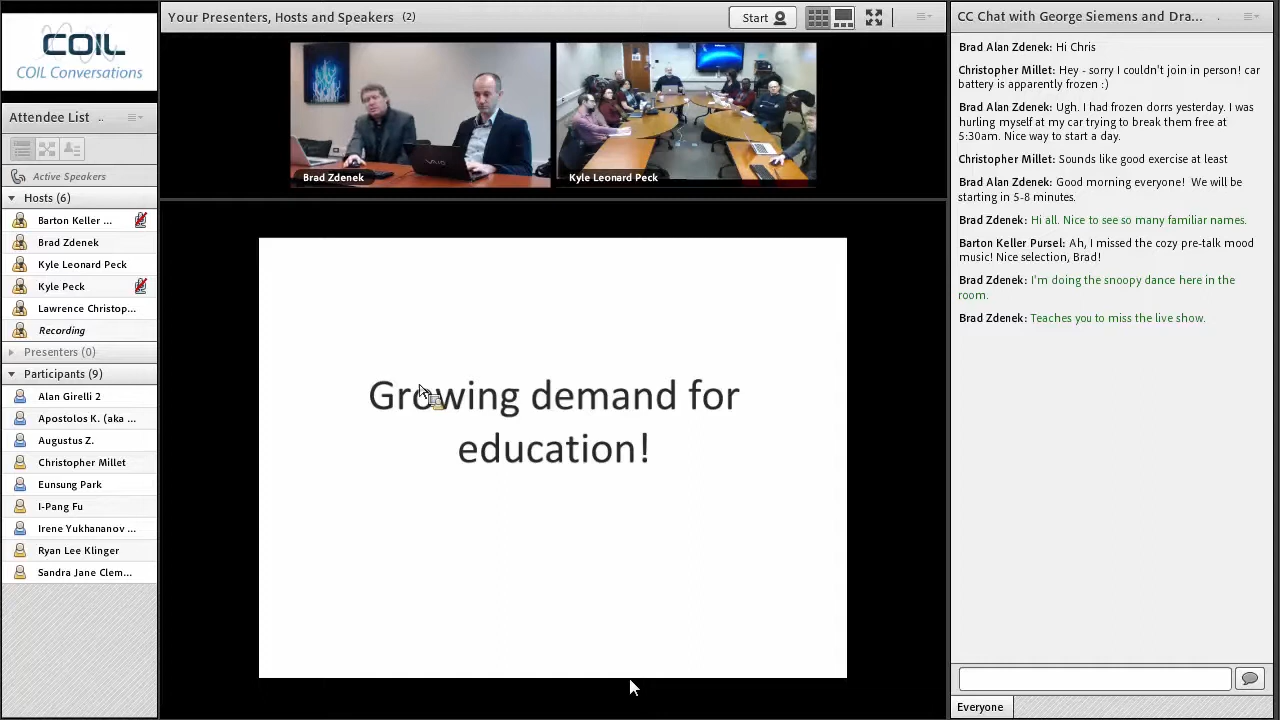 COIL
COIL Conversations
Attendee List ..
Active Speakers
Hosts (6)
Barton Keller ...
Brad Zdenek
Kyle Leonard Peck
Kyle Peck
Lawrence Christop...
Recording
Presenters (0)
Participants (9)
Alan Girelli 2
Apostolos K. (aka ...
Augustus Z.
Christopher Millet
Eunsung Park
I-Pang Fu
Irene Yukhananov ...
Ryan Lee Klinger
Sandra Jane Clem...
Your Presenters, Hosts and Speakers (2)
Start
Brad Zdenek
VAIO
Kyle Leonard Peck
Growing demand for
education!
CC Chat with George Siemens and Dra... .
Brad Alan Zdenek: Hi Chris
Christopher Millet: Hey - sorry I couldn't join in person! car
battery is apparently frozen :)
Brad Alan Zdenek: Ugh. I had frozen dorrs yesterday. I was
hurling myself at my car trying to break them free at
5:30am. Nice way to start a day.
Christopher Millet: Sounds like good exercise at least
Brad Alan Zdenek: Good morning everyone! We will be
starting in 5-8 minutes.
Brad Zdenek: Hi all. Nice to see so many familiar names.
Barton Keller Pursel: Ah, I missed the cozy pre-talk mood
music! Nice selection, Brad!
Brad Zdenek: I'm doing the snoopy dance here in the
room.
Brad Zdenek: Teaches you to miss the live show.
Everyone